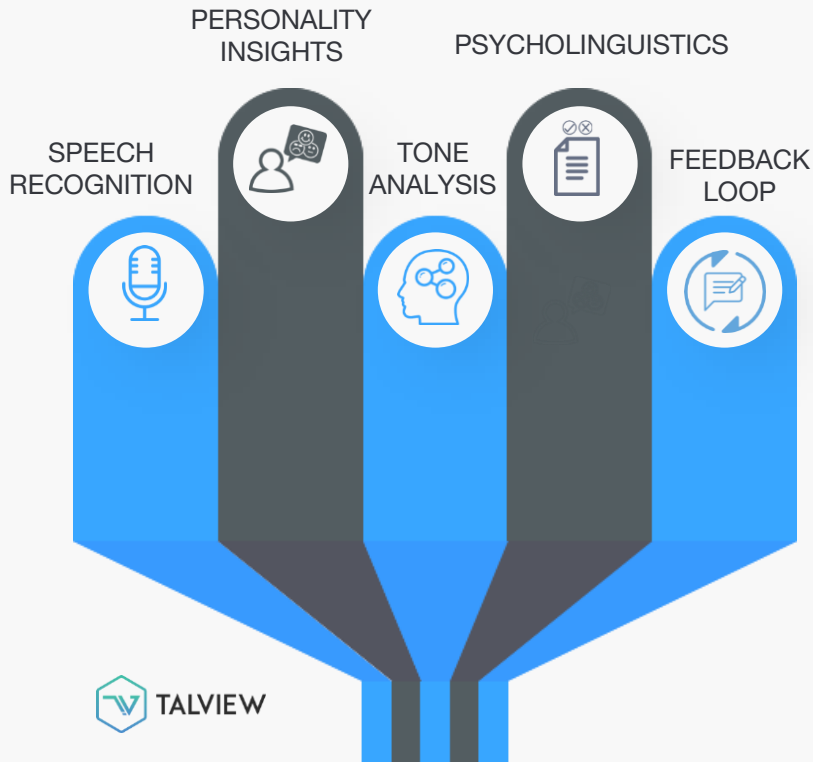 PERSONALITY
INSIGHTS
PSYCHOLINGUISTICS
SPEECH
RECOGNITION
TONE
ANALYSIS
FEEDBACK
LOOP
TALVIEW